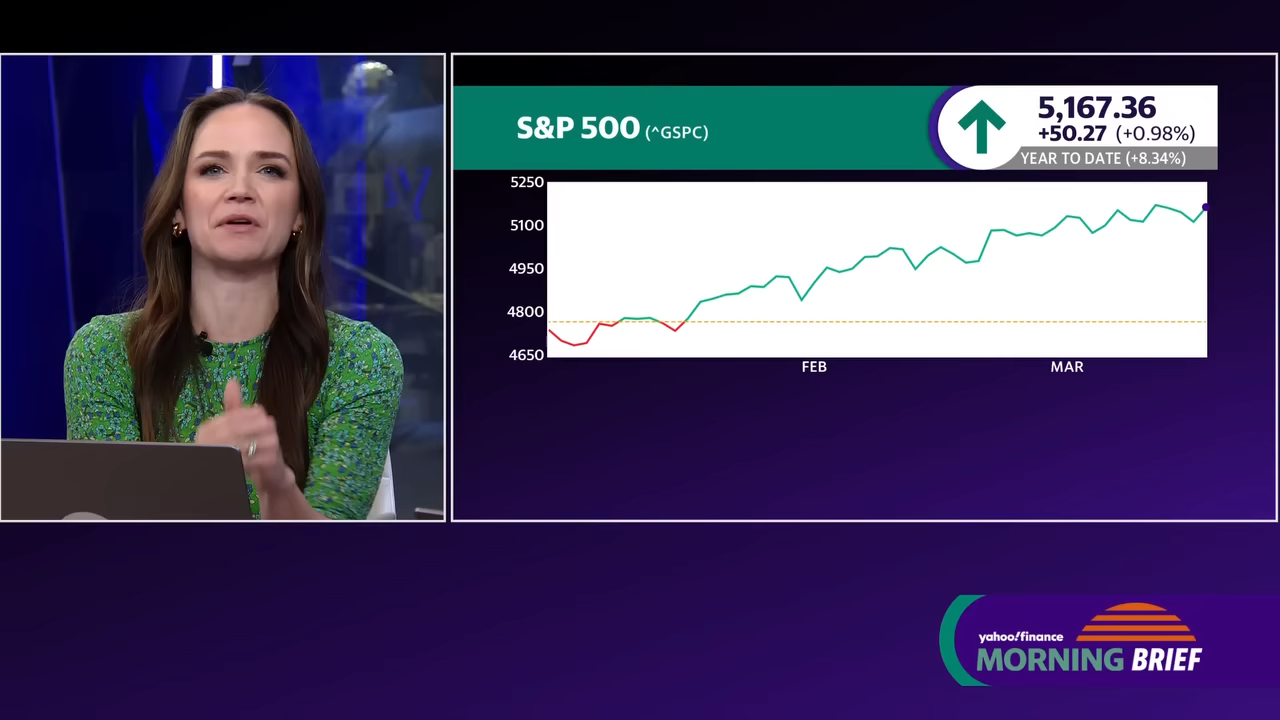 S&P 500 (^GSPC)
5,167.36
+50.27 (+0.98%)
YEAR TO DATE (+8.34%)
5250
5100
4950
4800
4650
FEB
MAR
yahoo!finance
MORNING BRIEF